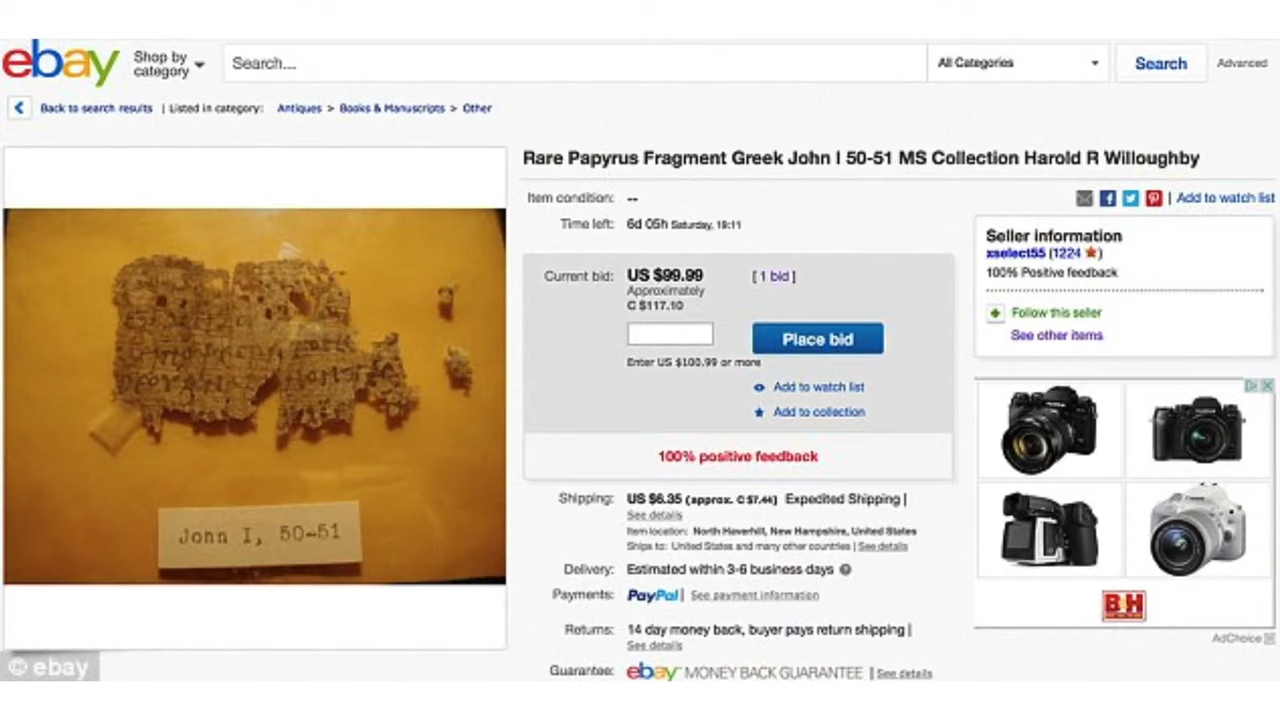 ebay
Shop by category
Search...
All Categories
Search
Advanced
Back to search results | Listed in category: Antiques > Books & Manuscripts > Other
Rare Papyrus Fragment Greek John I 50-51 MS Collection Harold R Willoughby
Item condition: --
Time left: 6d 05h Saturday, 19:11
| Add to watch list
Current bid: US $99.99 [ 1 bid ]
Approximately
C $117.10
Place bid
Enter US $100.99 or more
Add to watch list
Add to collection
100% positive feedback
Seller information
xselect55 (1224)
100% Positive feedback
Follow this seller
See other items
Shipping: US $6.35 (approx. C $7.44) Expedited Shipping |
See details
Item location: North Haverhill, New Hampshire, United States
Ships to: United States and many other countries | See details
Delivery: Estimated within 3-6 business days
Payments: PayPal | See payment information
Returns: 14 day money back, buyer pays return shipping |
See details
Guarantee: ebay MONEY BACK GUARANTEE | See details
John I, 50-51
© ebay
B&H
AdChoice